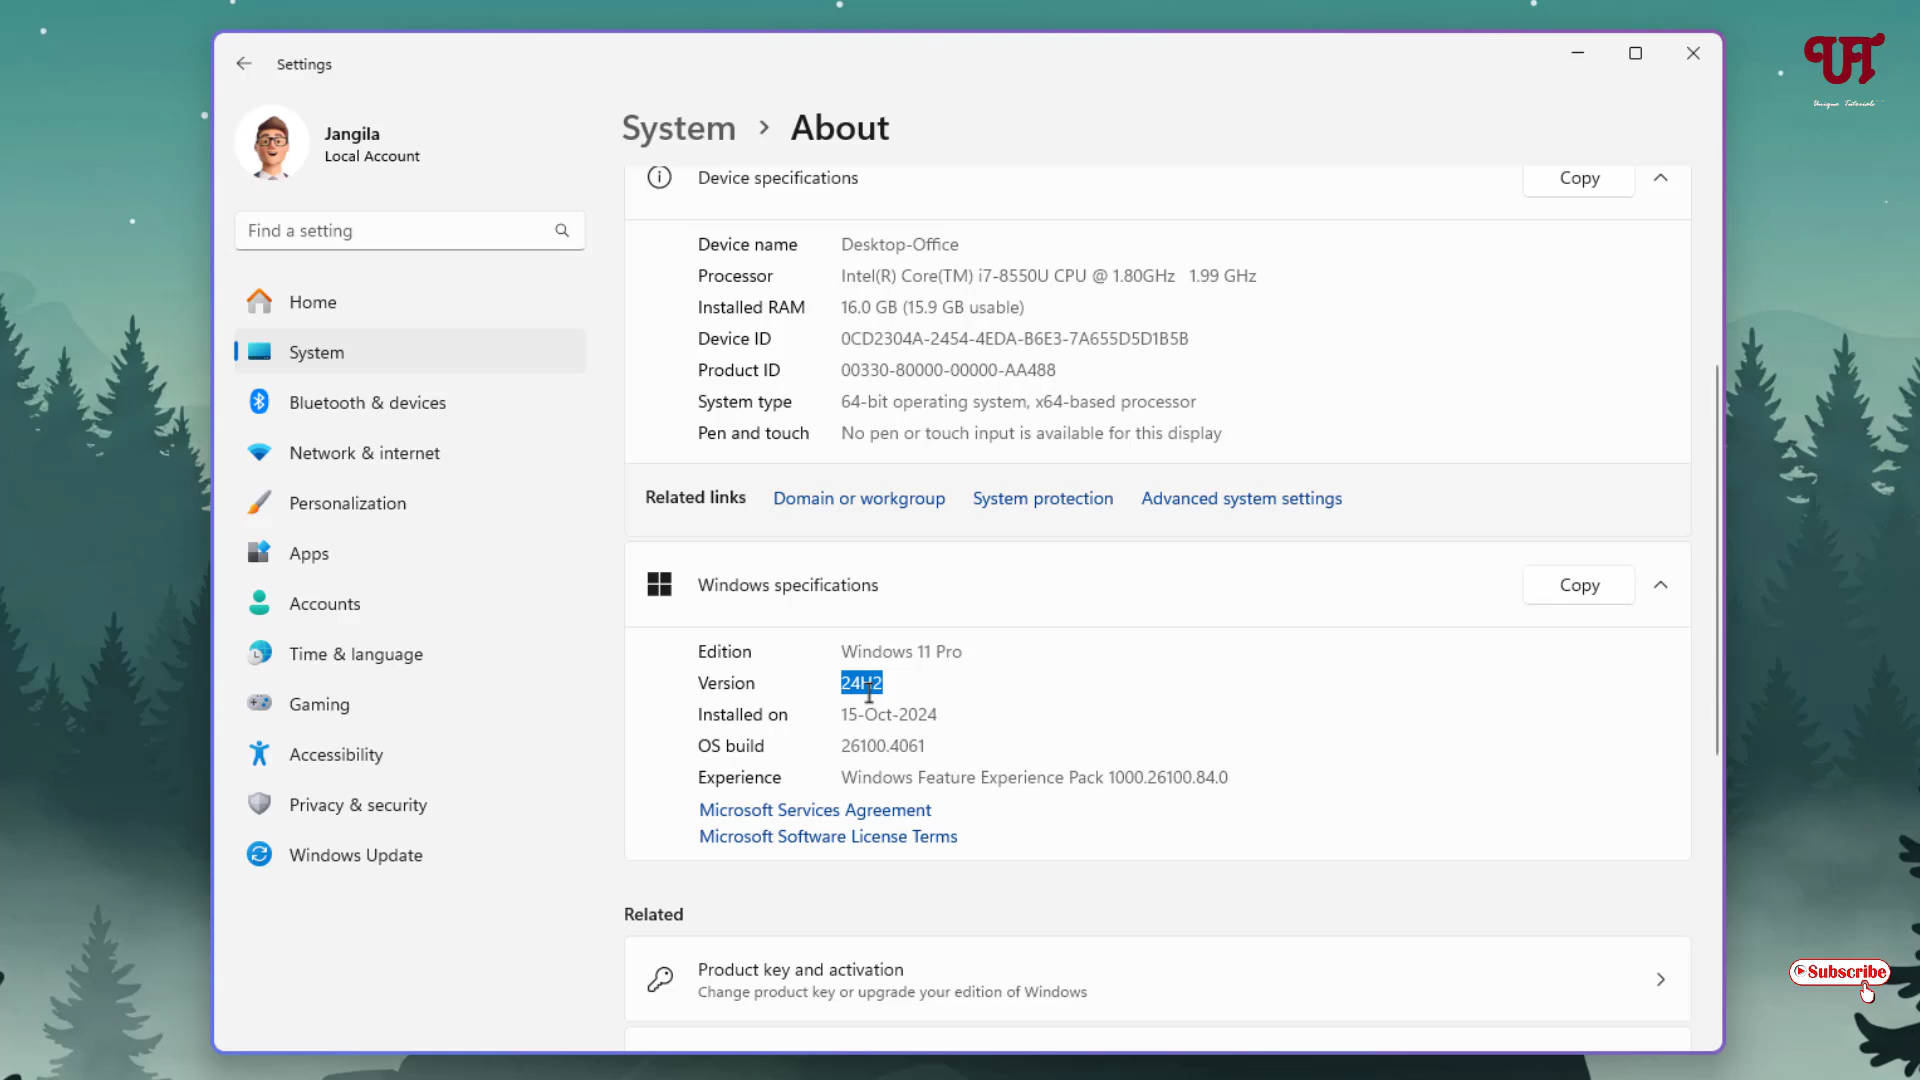 Settings
UT
Unique Tutorials
Jangila
Local Account
Find a setting
Home
System
Bluetooth & devices
Network & internet
Personalization
Apps
Accounts
Time & language
Gaming
Accessibility
Privacy & security
Windows Update
System > About
Device specifications
Copy
Device name Desktop-Office
Processor Intel(R) Core(TM) i7-8550U CPU @ 1.80GHz 1.99 GHz
Installed RAM 16.0 GB (15.9 GB usable)
Device ID 0CD2304A-2454-4EDA-B6E3-7A655D5D1B5B
Product ID 00330-80000-00000-AA488
System type 64-bit operating system, x64-based processor
Pen and touch No pen or touch input is available for this display
Related links Domain or workgroup System protection Advanced system settings
Windows specifications
Copy
Edition Windows 11 Pro
Version 24H2
Installed on 15-Oct-2024
OS build 26100.4061
Experience Windows Feature Experience Pack 1000.26100.84.0
Microsoft Services Agreement
Microsoft Software License Terms
Related
Product key and activation
Change product key or upgrade your edition of Windows
Subscribe